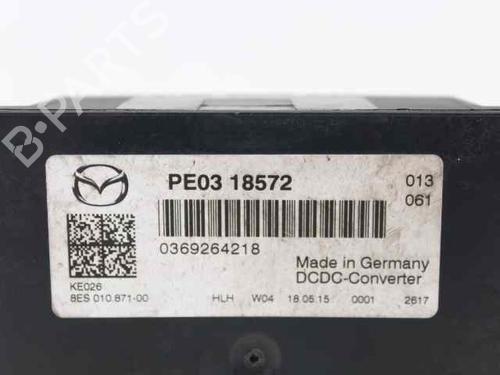 PE03 18572
013
061
0369264218
Made in Germany
DCDC-Converter
KE026
8ES 010.871-00 HLH W04 18.05.15 0001 2617
B-PARTS